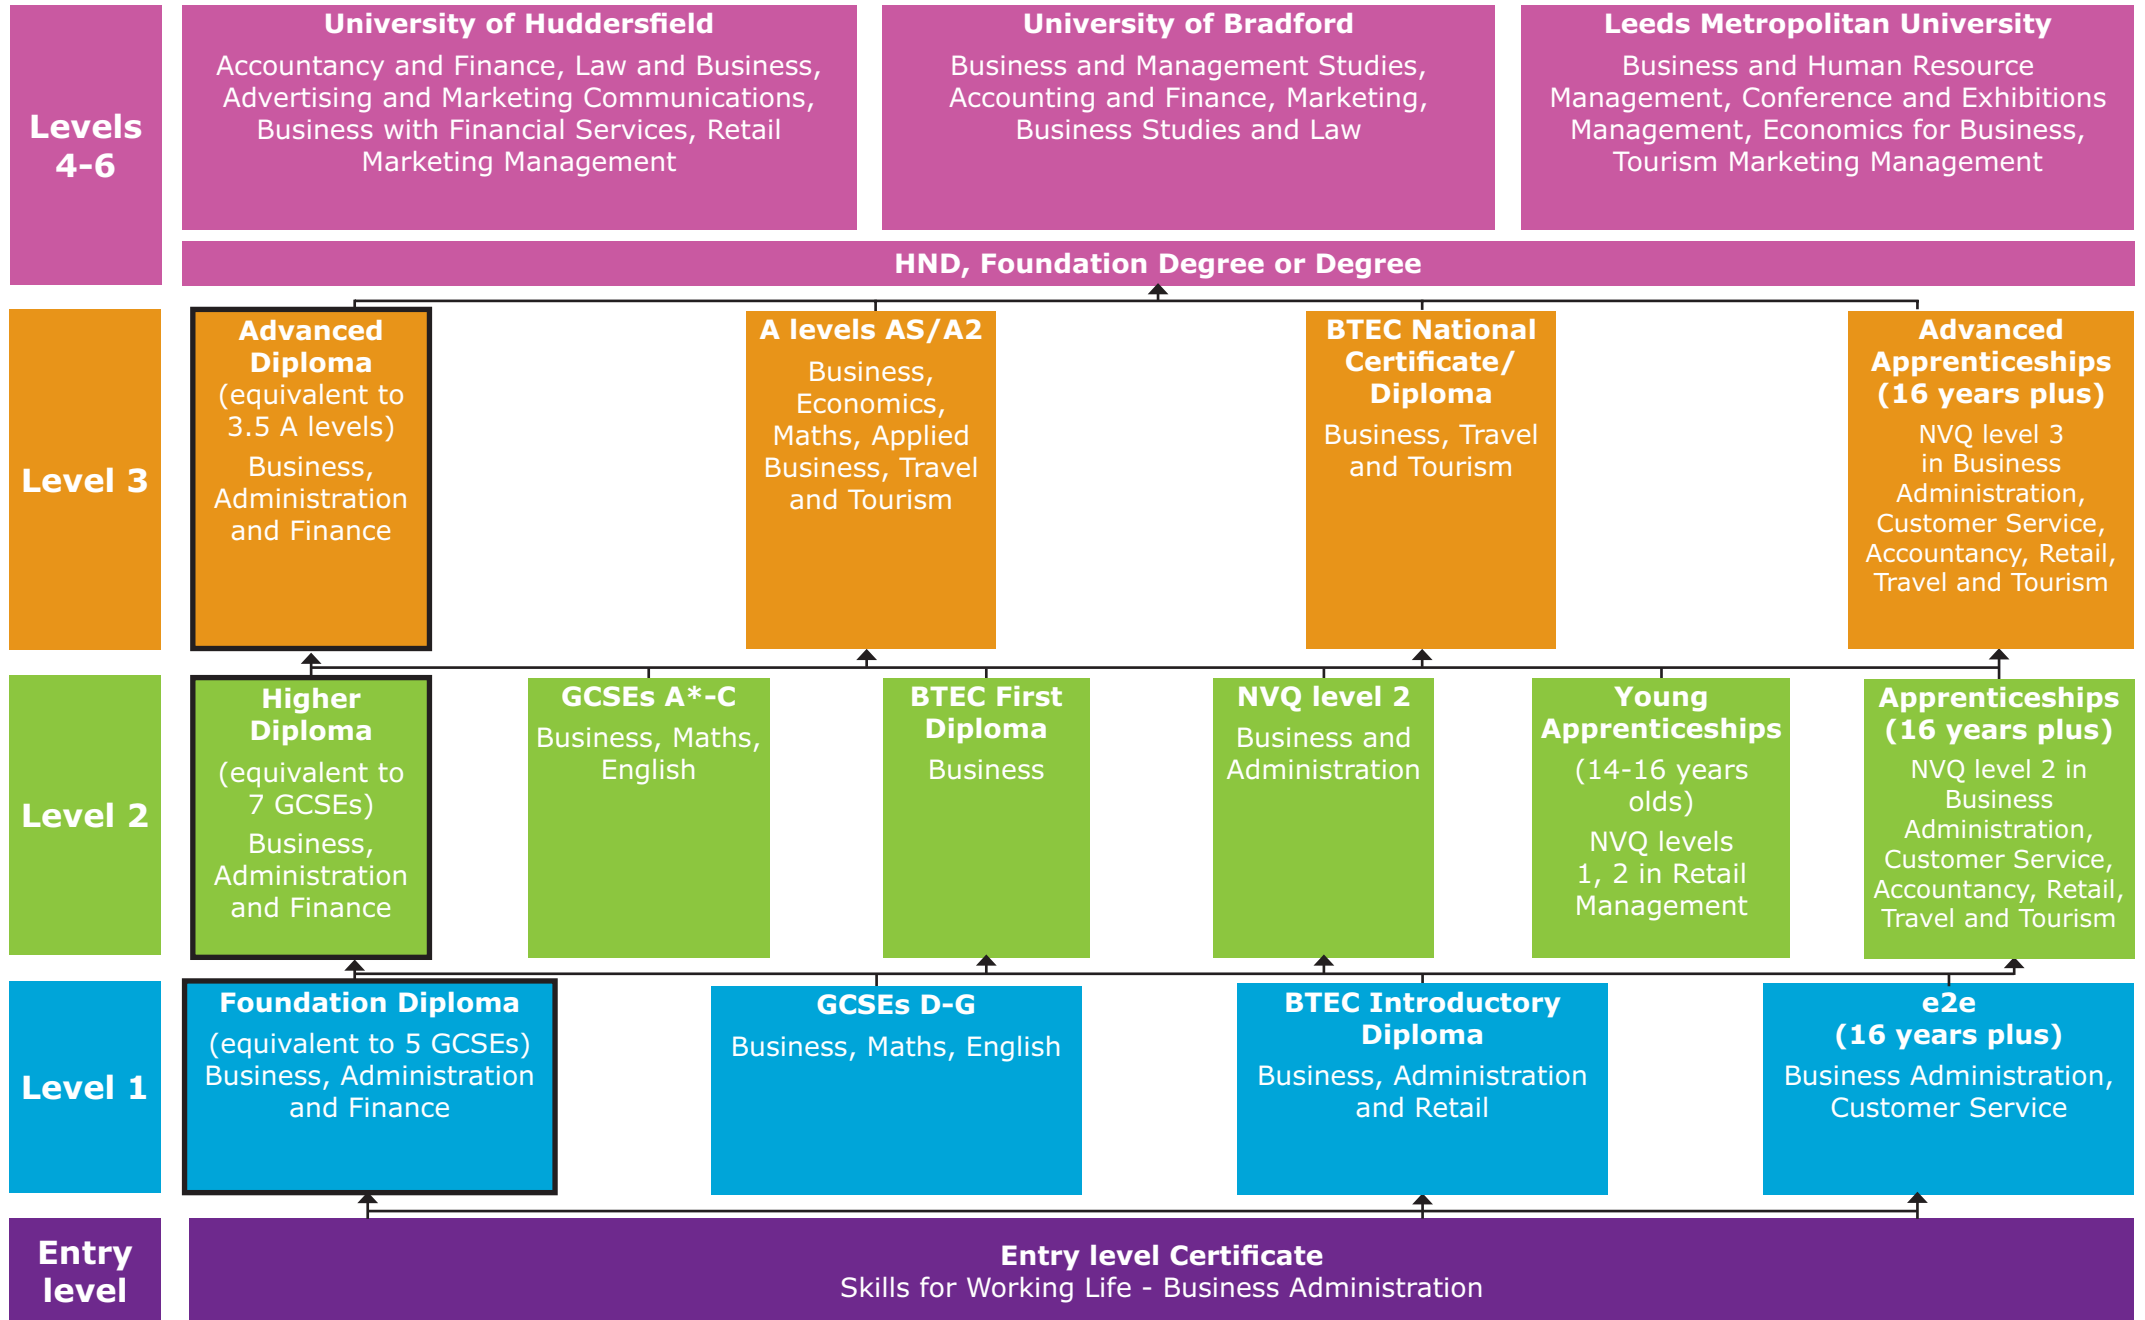 Levels
4-6
University of Huddersfield
Accountancy and Finance, Law and Business,
Advertising and Marketing Communications,
Business with Financial Services, Retail
Marketing Management
University of Bradford
Business and Management Studies,
Accounting and Finance, Marketing,
Business Studies and Law
Leeds Metropolitan University
Business and Human Resource
Management, Conference and Exhibitions
Management, Economics for Business,
Tourism Marketing Management
HND, Foundation Degree or Degree
Level 3
Advanced
Diploma
(equivalent to
3.5 A levels)
Business,
Administration
and Finance
A levels AS/A2
Business,
Economics,
Maths, Applied
Business, Travel
and Tourism
BTEC National
Certificate/
Diploma
Business, Travel
and Tourism
Advanced
Apprenticeships
(16 years plus)
NVQ level 3
in Business
Administration,
Customer Service,
Accountancy, Retail,
Travel and Tourism
Level 2
Higher
Diploma
(equivalent to
7 GCSEs)
Business,
Administration
and Finance
GCSEs A*-C
Business, Maths,
English
BTEC First
Diploma
Business
NVQ level 2
Business and
Administration
Young
Apprenticeships
(14-16 years
olds)
NVQ levels
1, 2 in Retail
Management
Apprenticeships
(16 years plus)
NVQ level 2 in
Business
Administration,
Customer Service,
Accountancy, Retail,
Travel and Tourism
Level 1
Foundation Diploma
(equivalent to 5 GCSEs)
Business, Administration
and Finance
GCSEs D-G
Business, Maths, English
BTEC Introductory
Diploma
Business, Administration
and Retail
e2e
(16 years plus)
Business Administration,
Customer Service
Entry
level
Entry level Certificate
Skills for Working Life - Business Administration